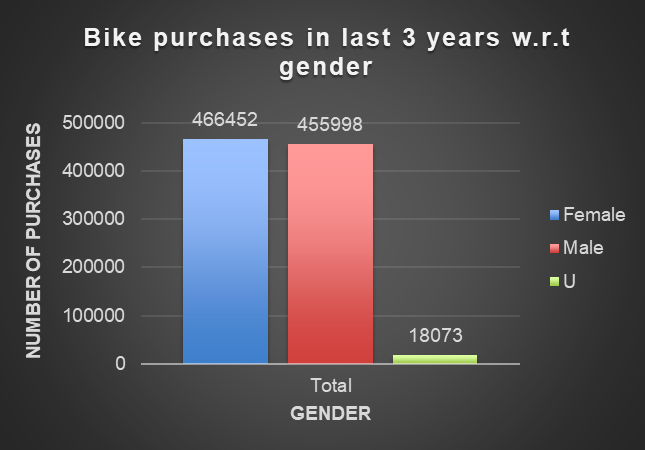 Bike purchases in last 3 years w.r.t
gender
NUMBER OF PURCHASES
500000
400000
300000
200000
100000
0
466452
455998
18073
Total
GENDER
Female
Male
U